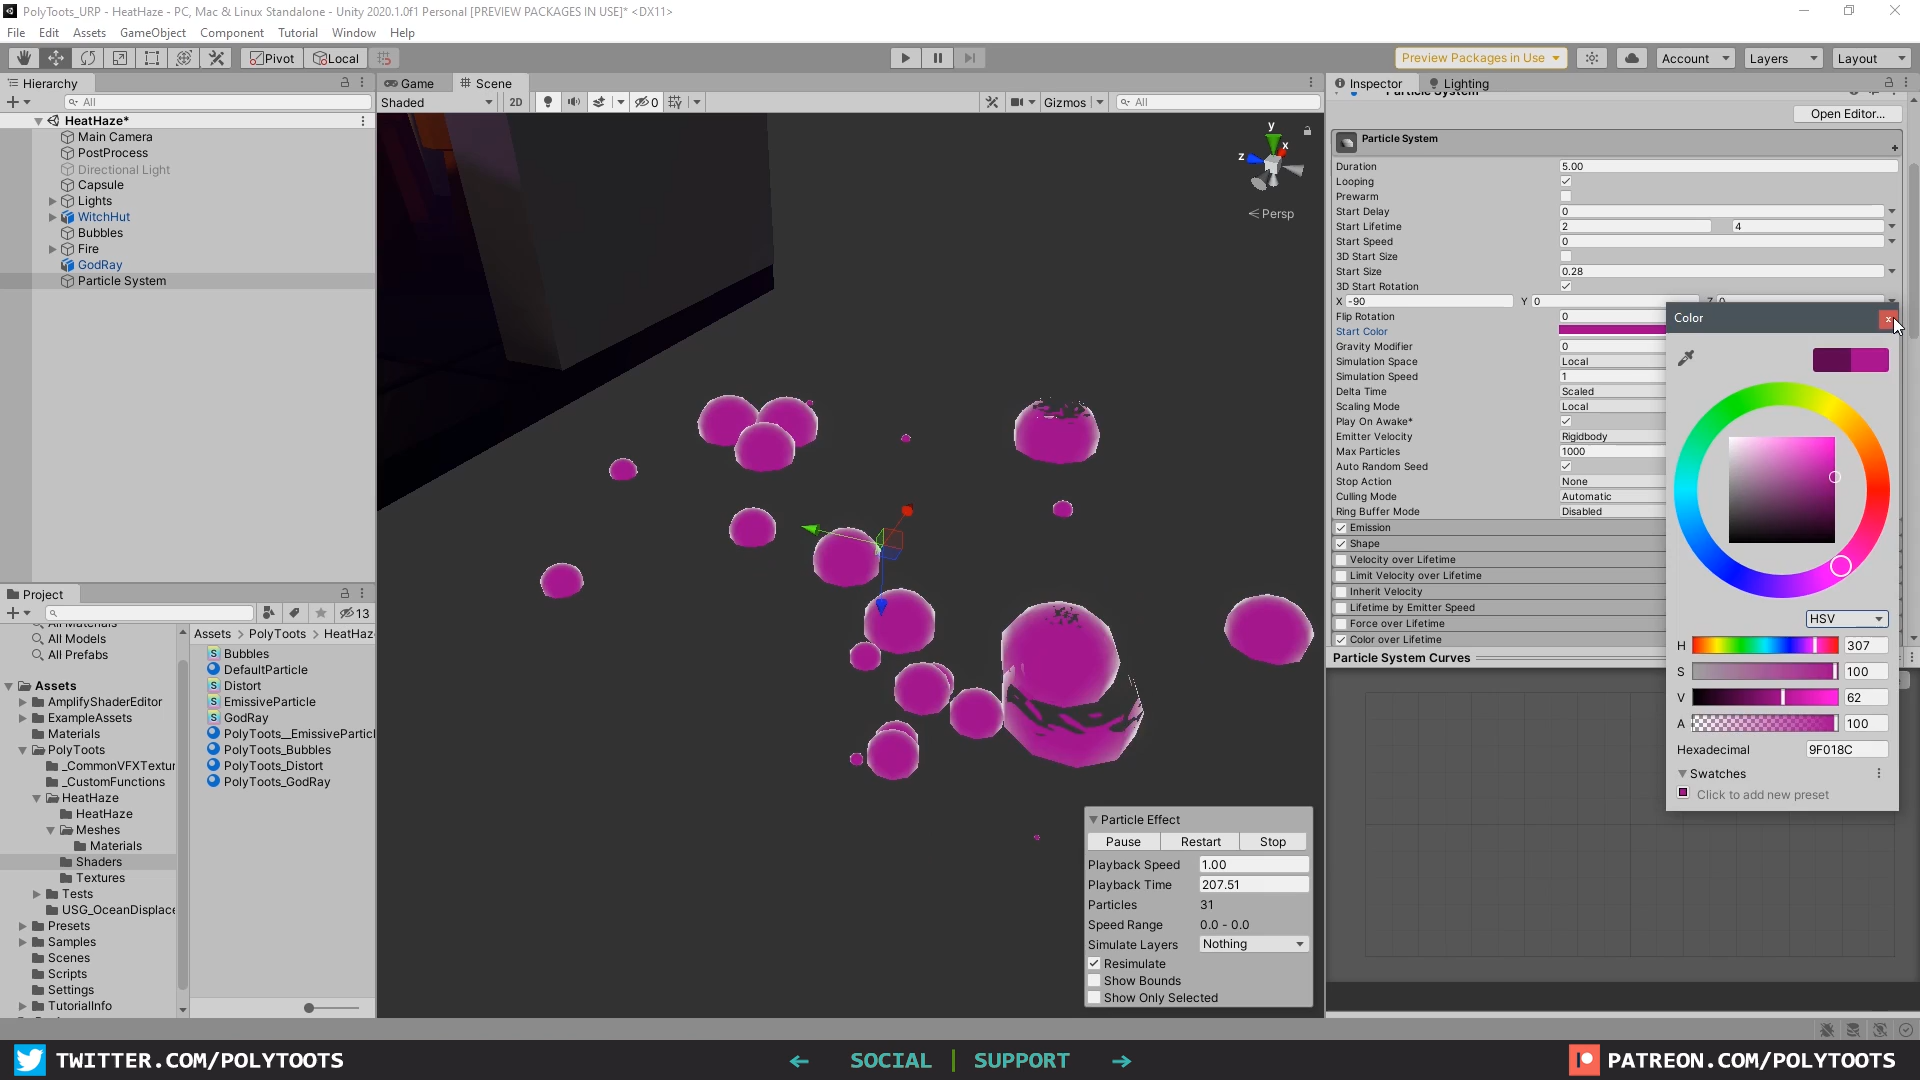 PolyToots_URP - HeatHaze - PC, Mac & Linux Standalone - Unity 2020.1.0f1 Personal [PREVIEW PACKAGES IN USE]* <DX11>
File Edit Assets GameObject Component Tutorial Window Help
Pivot Local Preview Packages in Use Account Layers Layout
Hierarchy
All
HeatHaze*
Main Camera
PostProcess
Directional Light
Capsule
Lights
WitchHut
Bubbles
Fire
GodRay
Particle System
Game Scene
Shaded 2D 0 Gizmos All
y
x
z
Persp
Inspector Lighting
Particle System
Open Editor...
Particle System
Duration 5.00
Looping
Prewarm
Start Delay 0
Start Lifetime 2 4
Start Speed 0
3D Start Size
Start Size 0.28
3D Start Rotation
X -90 Y 0 Z 0
Flip Rotation 0
Start Color
Gravity Modifier 0
Simulation Space Local
Simulation Speed 1
Delta Time Scaled
Scaling Mode Local
Play On Awake*
Emitter Velocity Rigidbody
Max Particles 1000
Auto Random Seed
Stop Action None
Culling Mode Automatic
Ring Buffer Mode Disabled
Emission
Shape
Velocity over Lifetime
Limit Velocity over Lifetime
Inherit Velocity
Lifetime by Emitter Speed
Force over Lifetime
Color over Lifetime
Particle System Curves
Color
HSV
H 307
S 100
V 62
A 100
Hexadecimal 9F018C
Swatches
Click to add new preset
Project
13
All Materials
All Models
All Prefabs
Assets
AmplifyShaderEditor
ExampleAssets
Materials
PolyToots
_CommonVFXTextur
_CustomFunctions
HeatHaze
HeatHaze
Meshes
Materials
Shaders
Textures
Tests
USG_OceanDisplace
Presets
Samples
Scenes
Scripts
Settings
TutorialInfo
Assets > PolyToots > HeatHaz
Bubbles
DefaultParticle
Distort
EmissiveParticle
GodRay
PolyToots__EmissivePartic
PolyToots_Bubbles
PolyToots_Distort
PolyToots_GodRay
Particle Effect
Pause Restart Stop
Playback Speed 1.00
Playback Time 207.51
Particles 31
Speed Range 0.0 - 0.0
Simulate Layers Nothing
Resimulate
Show Bounds
Show Only Selected
TWITTER.COM/POLYTOOTS ← SOCIAL | SUPPORT → PATREON.COM/POLYTOOTS